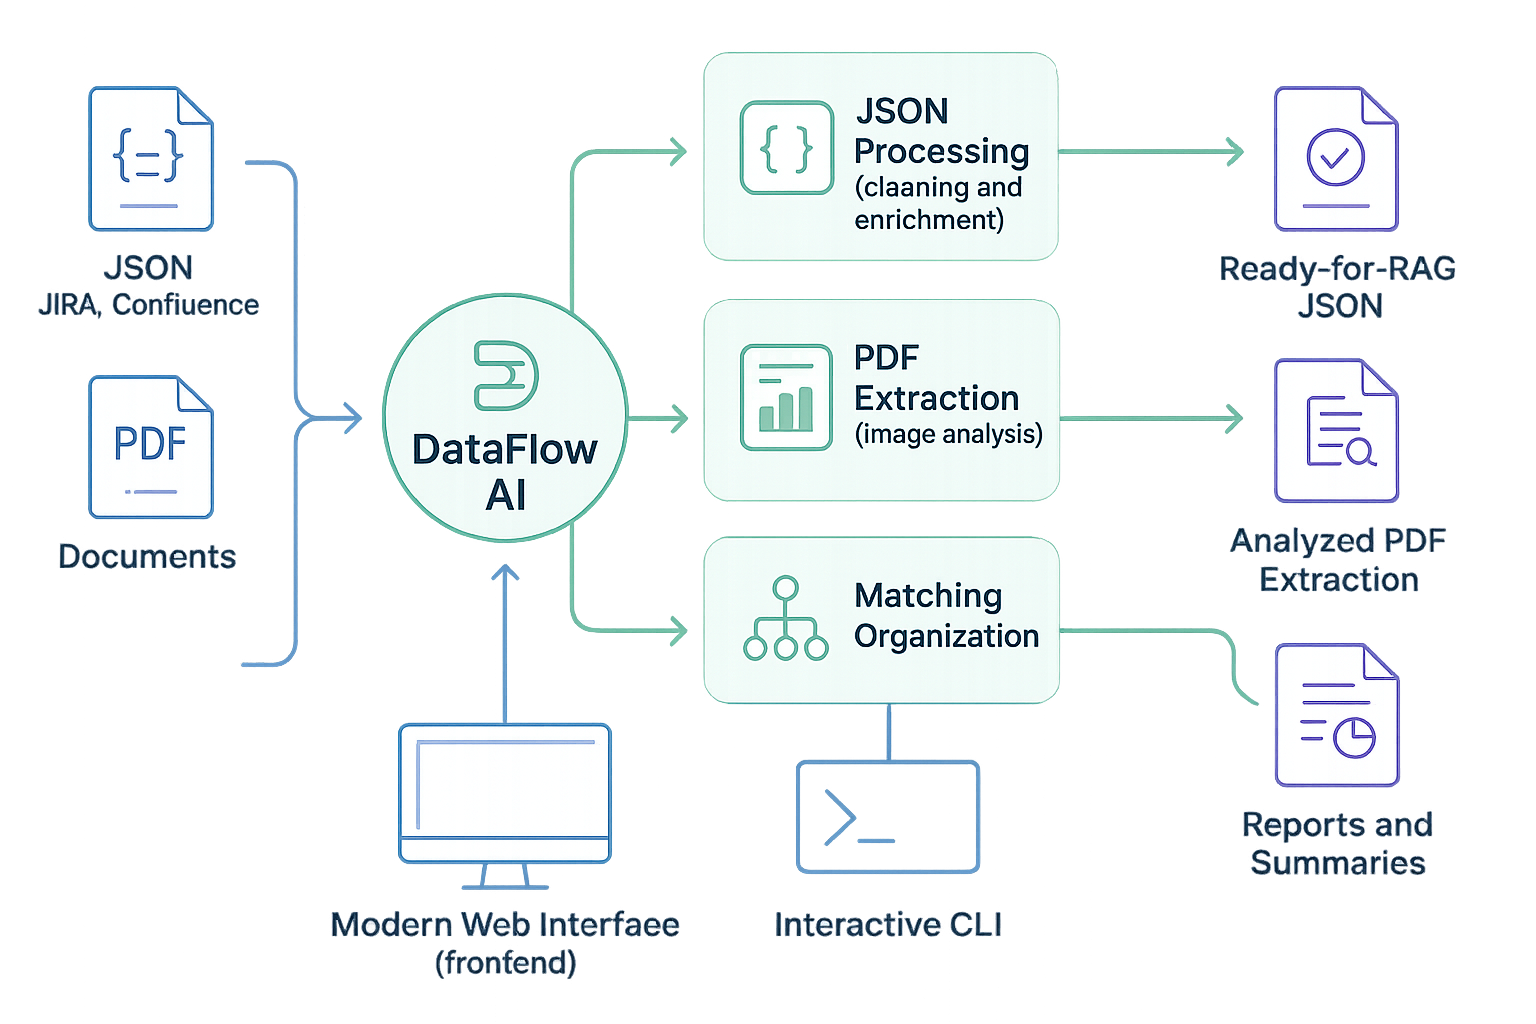 JSON
JIRA, Confiuence
PDF
Documents
DataFlow
AI
JSON
Processing
(claaning and
enrichment)
PDF
Extraction
(image analysis)
Matching
Organization
Ready-for-RAG
JSON
Analyzed PDF
Extraction
Reports and
Summaries
Modern Web Interfaee
(fronfend)
Interactive CLI